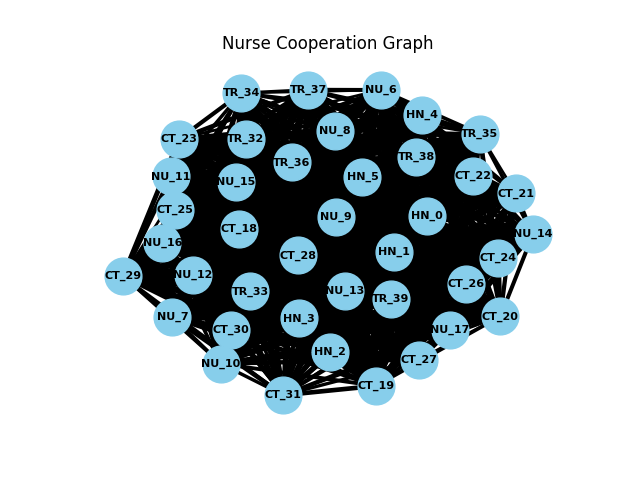 Nurse Cooperation Graph
TR_34
TR_37
NU_6
HN_4
TR_35
CT_23
TR_32
NU_8
TR_36
TR_38
NU_11
NU_15
HN_5
CT_22
CT_21
CT_25
NU_9
HN_0
NU_14
CT_18
NU_16
CT_28
HN_1
CT_24
CT_29
NU_12
TR_33
NU_13
TR_39
CT_26
NU_7
CT_30
HN_3
NU_17
CT_20
NU_10
HN_2
CT_27
CT_31
CT_19